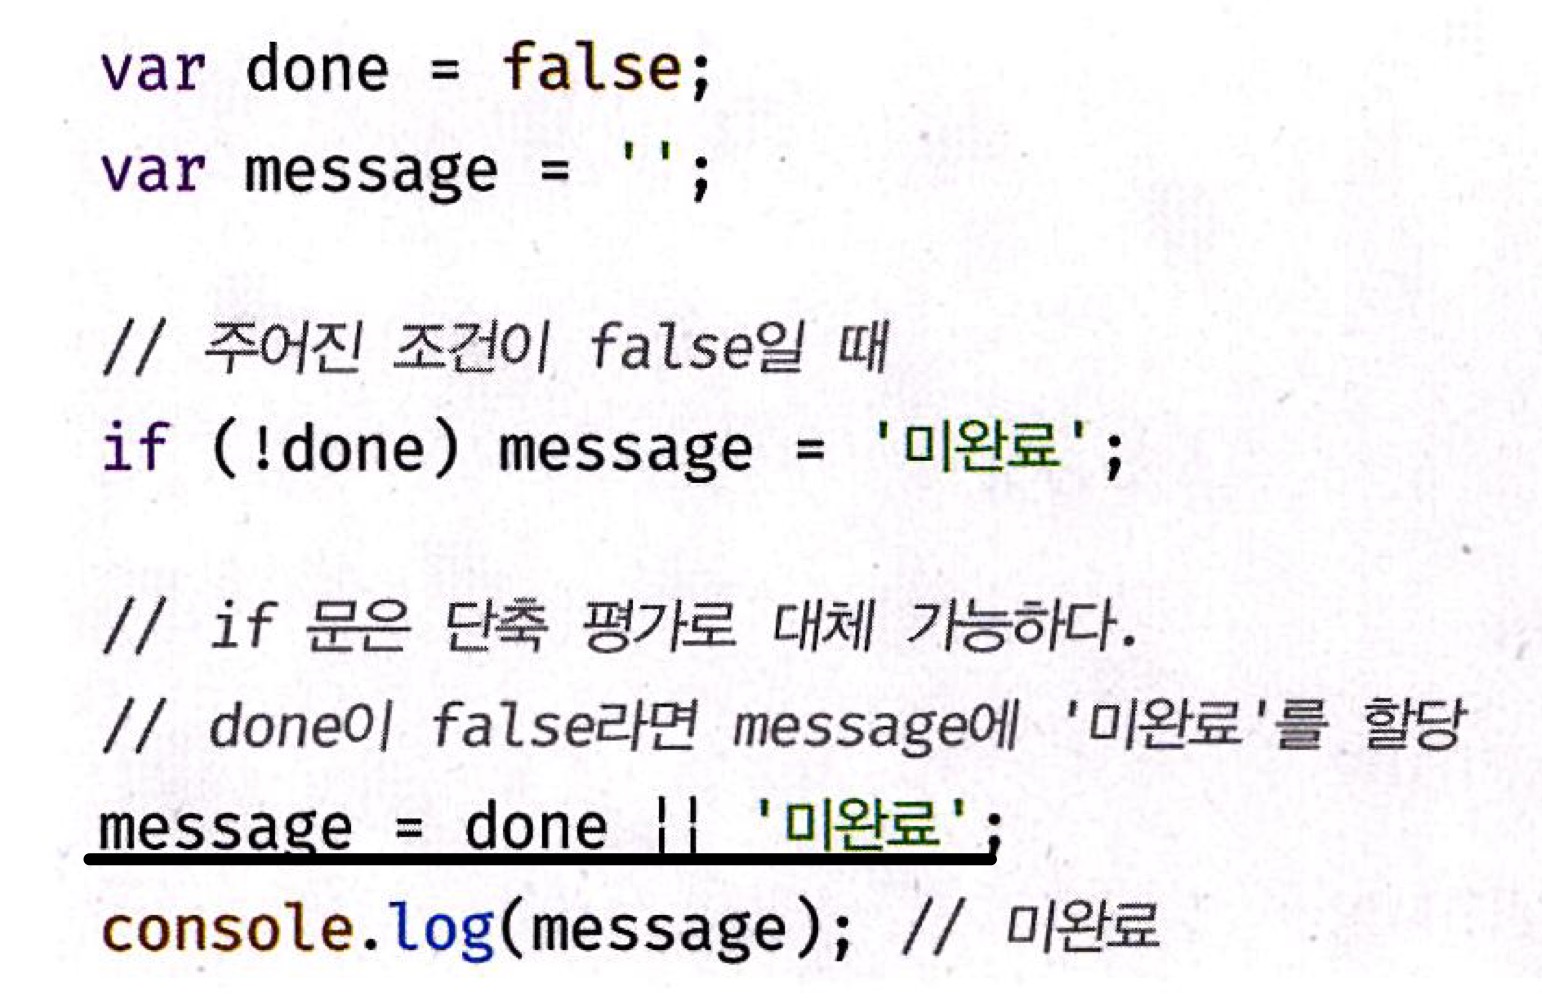 var done = false;
var message = '';
// 주어진 조건이 false일 때
if (!done) message = '미완료';
// if 문은 단축 평가로 대체 가능하다.
// done이 false라면 message에 '미완료'를 할당
message = done || '미완료';
console.log(message); // 미완료